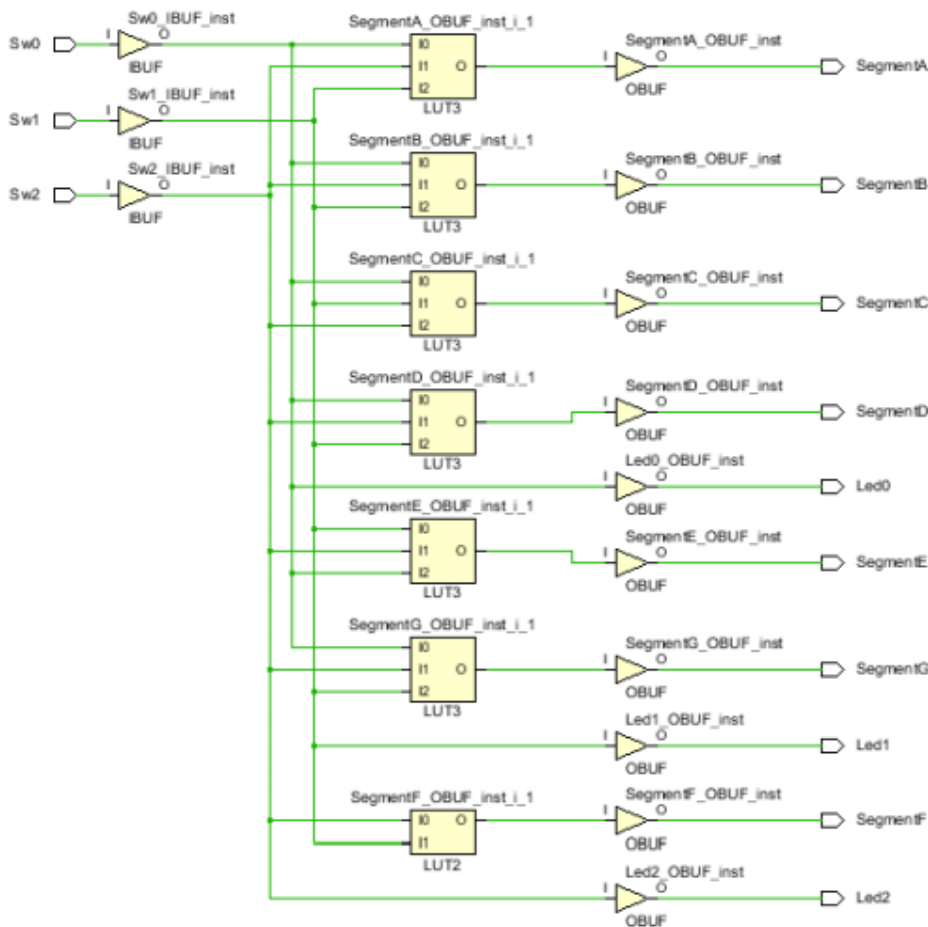 Sw0
I
Sw0_IBUF_inst
O
IBUF
Sw1
I
Sw1_IBUF_inst
O
IBUF
Sw2
I
Sw2_IBUF_inst
O
IBUF
SegmentA_OBUF_inst_i_1
I0
I1
I2
O
LUT3
SegmentA_OBUF_inst
I
O
OBUF
SegmentA
SegmentB_OBUF_inst_i_1
I0
I1
I2
O
LUT3
SegmentB_OBUF_inst
I
O
OBUF
SegmentB
SegmentC_OBUF_inst_i_1
I0
I1
I2
O
LUT3
SegmentC_OBUF_inst
I
O
OBUF
SegmentC
SegmentD_OBUF_inst_i_1
I0
I1
I2
O
LUT3
SegmentD_OBUF_inst
I
O
OBUF
SegmentD
Led0_OBUF_inst
I
O
OBUF
Led0
SegmentE_OBUF_inst_i_1
I0
I1
I2
O
LUT3
SegmentE_OBUF_inst
I
O
OBUF
SegmentE
SegmentG_OBUF_inst_i_1
I0
I1
I2
O
LUT3
SegmentG_OBUF_inst
I
O
OBUF
SegmentG
Led1_OBUF_inst
I
O
OBUF
Led1
SegmentF_OBUF_inst_i_1
I0
I1
O
LUT2
SegmentF_OBUF_inst
I
O
OBUF
SegmentF
Led2_OBUF_inst
I
O
OBUF
Led2